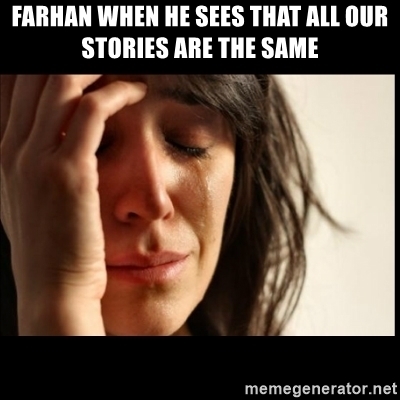 FARHAN WHEN HE SEES THAT ALL OUR
STORIES ARE THE SAME
memegenerator.net